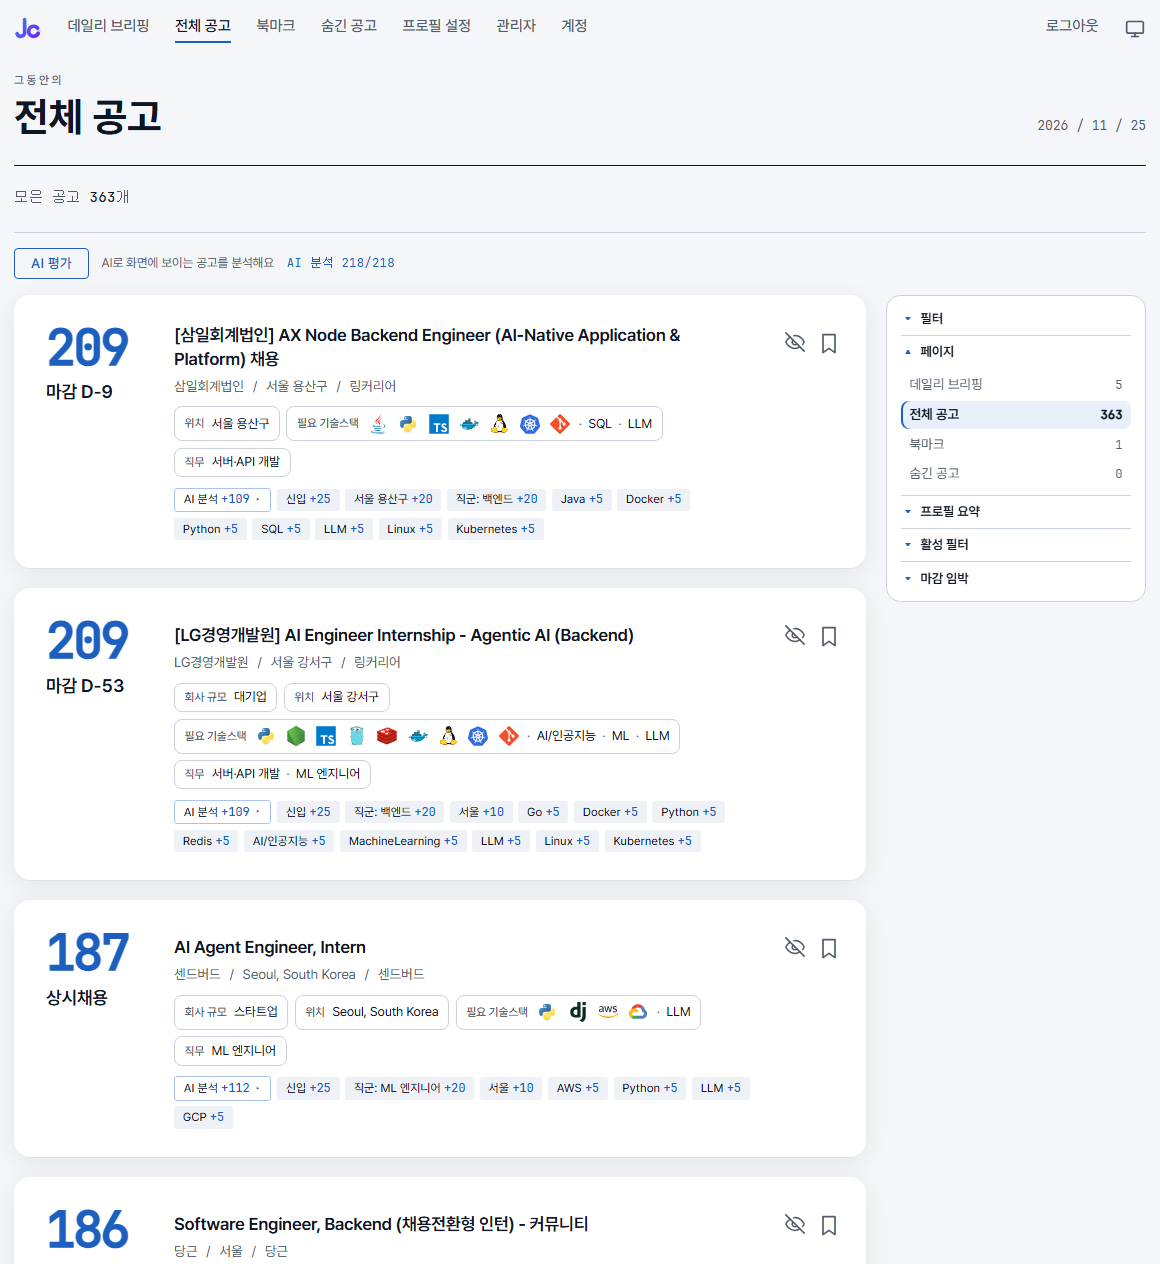 Jc 데일리 브리핑 전체 공고 북마크 숨긴 공고 프로필 설정 관리자 계정 로그아웃
그동안의
전체 공고
2026 / 11 / 25
모은 공고 363개
AI 평가 AI로 화면에 보이는 공고를 분석해요 AI 분석 218/218
209
마감 D-9
[삼일회계법인] AX Node Backend Engineer (AI-Native Application &
Platform) 채용
삼일회계법인 / 서울 용산구 / 링커리어
위치 서울 용산구 필요 기술스택 TS · SQL · LLM
직무 서버·API 개발
AI 분석 +109 · 신입 +25 서울 용산구 +20 직군: 백엔드 +20 Java +5 Docker +5
Python +5 SQL +5 LLM +5 Linux +5 Kubernetes +5
209
마감 D-53
[LG경영개발원] AI Engineer Internship - Agentic AI (Backend)
LG경영개발원 / 서울 강서구 / 링커리어
회사 규모 대기업 위치 서울 강서구
필요 기술스택 TS · AI/인공지능 · ML · LLM
직무 서버·API 개발 · ML 엔지니어
AI 분석 +109 · 신입 +25 직군: 백엔드 +20 서울 +10 Go +5 Docker +5 Python +5
Redis +5 AI/인공지능 +5 MachineLearning +5 LLM +5 Linux +5 Kubernetes +5
187
상시채용
AI Agent Engineer, Intern
센드버드 / Seoul, South Korea / 센드버드
회사 규모 스타트업 위치 Seoul, South Korea 필요 기술스택 dj aws · LLM
직무 ML 엔지니어
AI 분석 +112 · 신입 +25 직군: ML 엔지니어 +20 서울 +10 AWS +5 Python +5 LLM +5
GCP +5
186
Software Engineer, Backend (채용전환형 인턴) - 커뮤니티
당근 / 서울 / 당근
필터
페이지
데일리 브리핑 5
전체 공고 363
북마크 1
숨긴 공고 0
프로필 요약
활성 필터
마감 임박